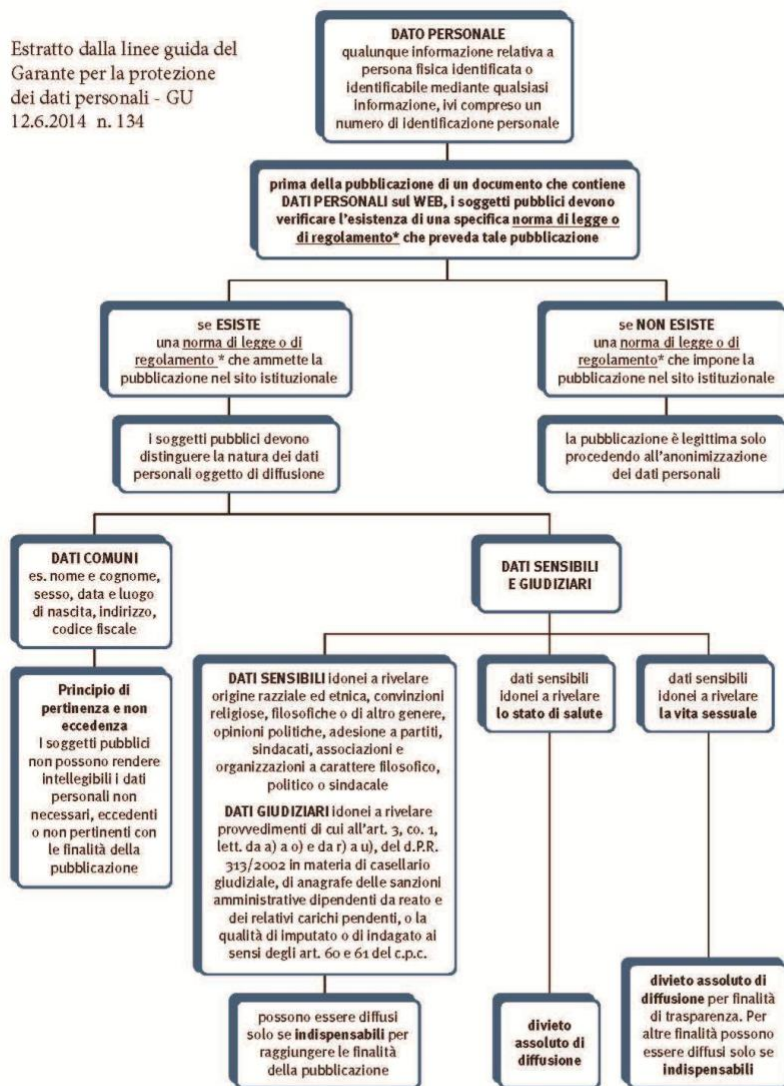 Estratto dalla linee guida del
Garante per la protezione
dei dati personali - GU
12.6.2014 n. 134
DATO PERSONALE
qualunque informazione relativa a
persona fisica identificata o
identificabile mediante qualsiasi
informazione, ivi compreso un
numero di identificazione personale
prima della pubblicazione di un documento che contiene
DATI PERSONALI sul WEB, i soggetti pubblici devono
verificare l'esistenza di una specifica norma di legge o
di regolamento* che preveda tale pubblicazione
se ESISTE
una norma di legge o di
regolamento * che ammette la
pubblicazione nel sito istituzionale
se NON ESISTE
una norma di legge o di
regolamento* che impone la
pubblicazione nel sito istituzionale
i soggetti pubblici devono
distinguere la natura dei dati
personali oggetto di diffusione
la pubblicazione è legittima solo
procedendo all'anonimizzazione
dei dati personali
DATI COMUNI
es. nome e cognome,
sesso, data e luogo
di nascita, indirizzo,
codice fiscale
DATI SENSIBILI
E GIUDIZIARI
Principio di
pertinenza e non
eccedenza
I soggetti pubblici
non possono rendere
intellegibili i dati
personali non
necessari, eccedenti
o non pertinenti con
le finalità della
pubblicazione
DATI SENSIBILI idonei a rivelare
origine razziale ed etnica, convinzioni
religiose, filosofiche o di altro genere,
opinioni politiche, adesione a partiti,
sindacati, associazioni e
organizzazioni a carattere filosofico,
politico o sindacale
DATI GIUDIZIARI idonei a rivelare
provvedimenti di cui all'art. 3, co. 1,
lett. da a) a o) e da r) a u), del d.P.R.
313/2002 in materia di casellario
giudiziale, di anagrafe delle sanzioni
amministrative dipendenti da reato e
dei relativi carichi pendenti, o la
qualità di imputato o di indagato ai
sensi degli art. 60 e 61 del c.p.c.
dati sensibili
idonei a rivelare
lo stato di salute
dati sensibili
idonei a rivelare
la vita sessuale
possono essere diffusi
solo se indispensabili per
raggiungere le finalità
della pubblicazione
divieto
assoluto di
diffusione
divieto assoluto di
diffusione per finalità
di trasparenza. Per
altre finalità possono
essere diffusi solo se
indispensabili